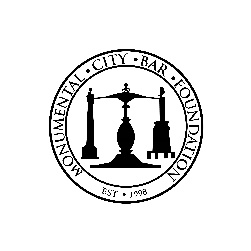 MONUMENTAL · CITY · BAR · FOUNDATION
EST · 1998